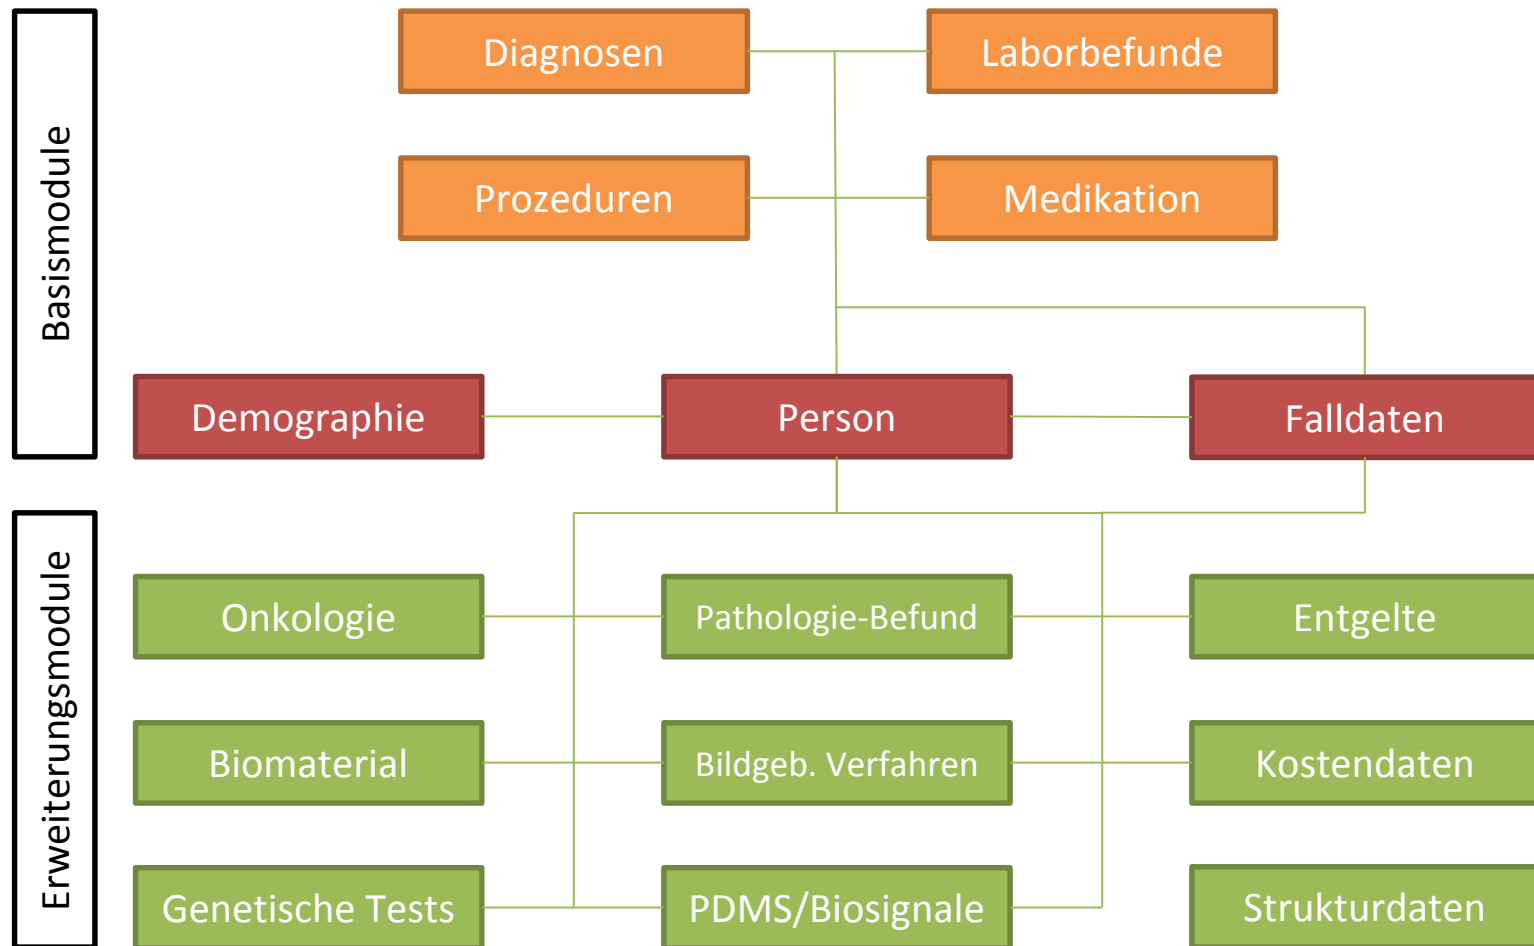 Basismodule
Diagnosen
Laborbefunde
Prozeduren
Medikation
Demographie
Person
Falldaten
Erweiterungsmodule
Onkologie
Pathologie-Befund
Entgelte
Biomaterial
Bildgeb. Verfahren
Kostendaten
Genetische Tests
PDMS/Biosignale
Strukturdaten